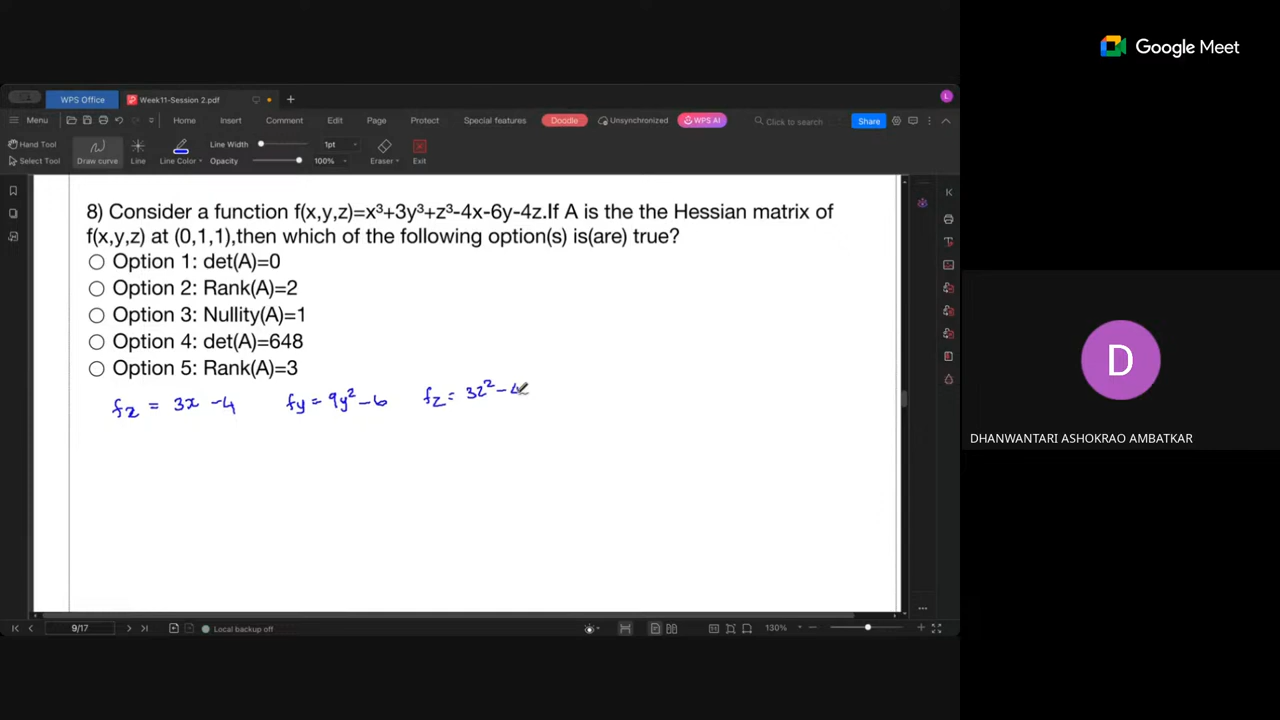 Google Meet
WPS Office
Week11-Session 2.pdf
L
Menu
Home Insert Comment Edit Page Protect Special features Doodle Unsynchronized WPS AI Search tools Share
Hand Tool
Select Tool
Draw curve
Line
Line Color
Line Width
1pt
Opacity
100%
Eraser
Exit
8) Consider a function f(x,y,z)=x³+3y³+z³-4x-6y-4z.If A is the the Hessian matrix of
f(x,y,z) at (0,1,1),then which of the following option(s) is(are) true?
Option 1: det(A)=0
Option 2: Rank(A)=2
Option 3: Nullity(A)=1
Option 4: det(A)=648
Option 5: Rank(A)=3
fx = 3x -4 fy = 9y² -6 fz = 3z² -4
D
DHANWANTARI ASHOKRAO AMBATKAR
9/17
Local backup off
130%